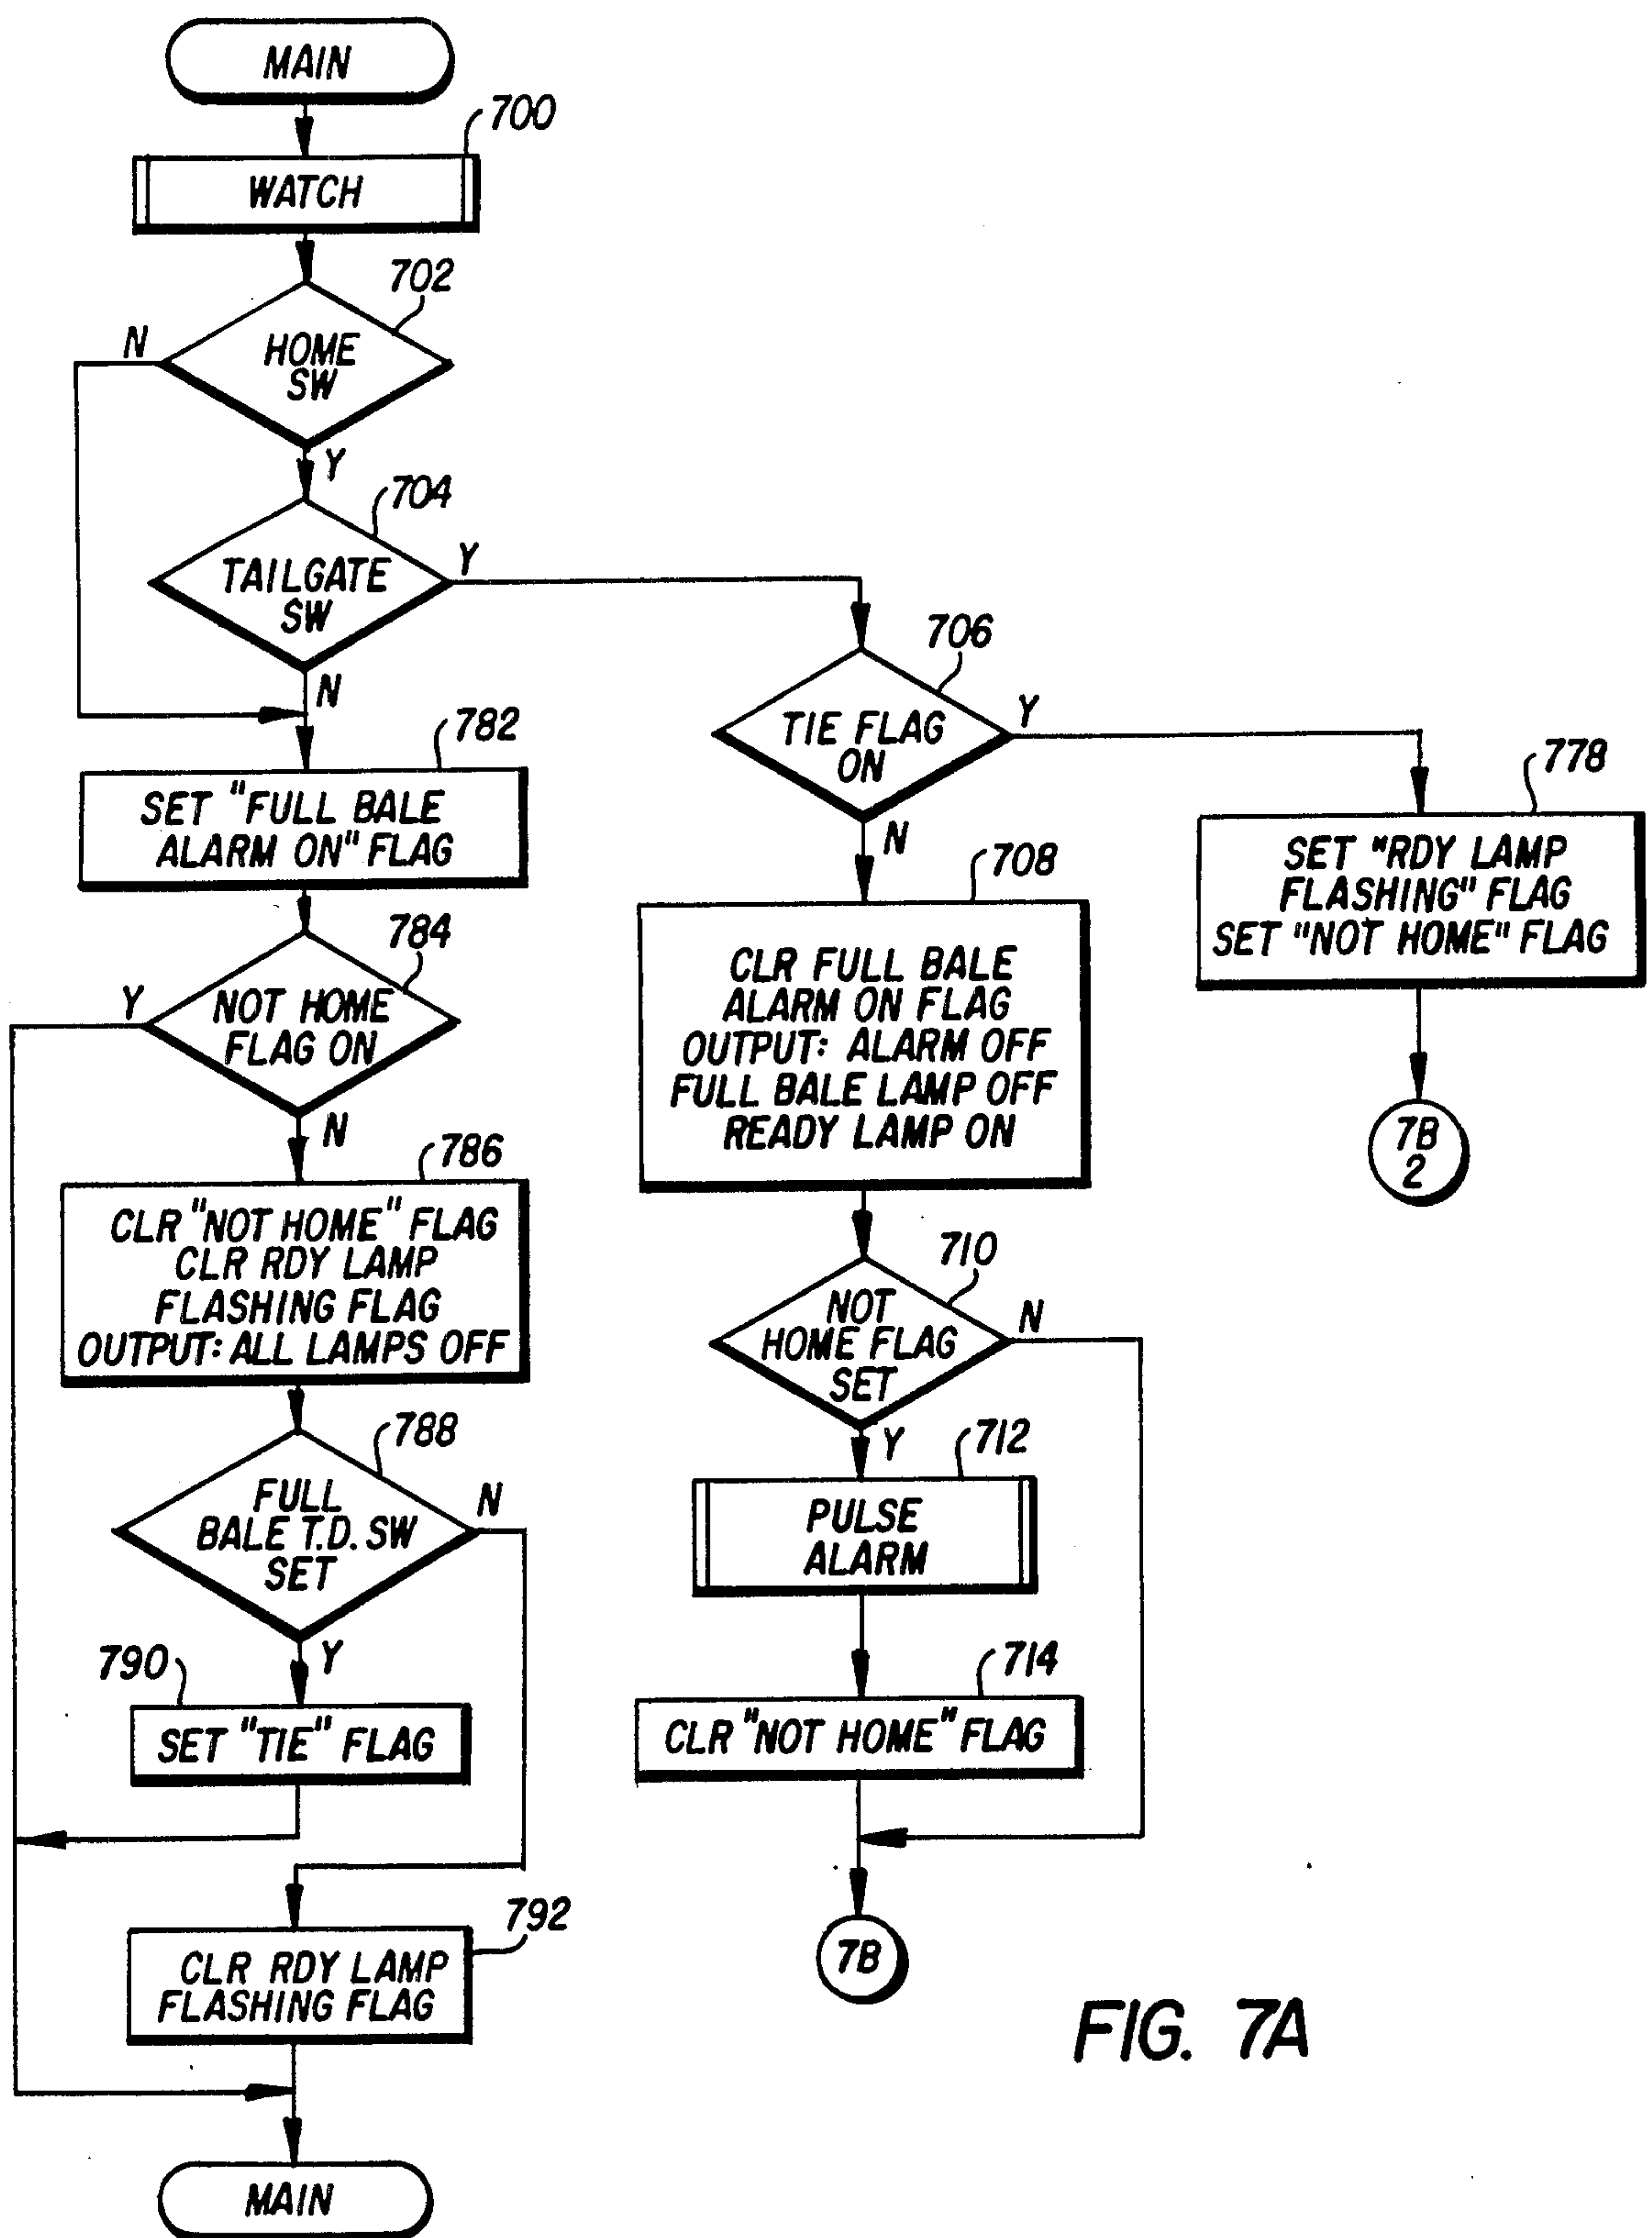 MAIN
700
WATCH
702
N
HOME
SW
Y
704
TAILGATE
SW
Y
N
782
SET "FULL BALE
ALARM ON" FLAG
784
Y
NOT HOME
FLAG ON
N
786
CLR "NOT HOME" FLAG
CLR RDY LAMP
FLASHING FLAG
OUTPUT: ALL LAMPS OFF
788
FULL
BALE T.D. SW
SET
N
Y
790
SET "TIE" FLAG
792
CLR RDY LAMP
FLASHING FLAG
MAIN
706
TIE FLAG
ON
Y
N
708
CLR FULL BALE
ALARM ON FLAG
OUTPUT: ALARM OFF
FULL BALE LAMP OFF
READY LAMP ON
710
NOT
HOME FLAG
SET
N
Y
712
PULSE
ALARM
714
CLR "NOT HOME" FLAG
7B
778
SET "RDY LAMP
FLASHING" FLAG
SET "NOT HOME" FLAG
7B
2
FIG. 7A